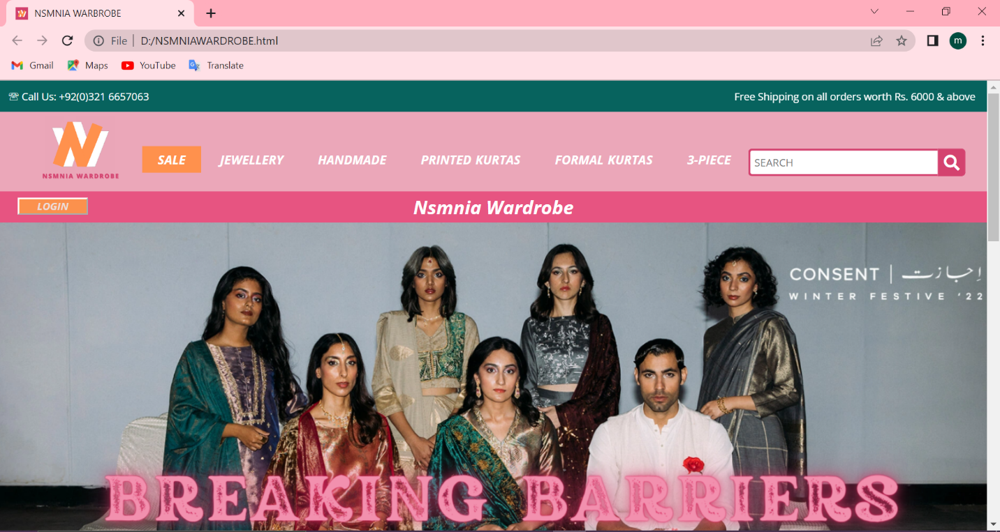 NSMNIA WARBROBE
File | D:/NSMNIAWARDROBE.html
m
Gmail Maps YouTube Translate
☏ Call Us: +92(0)321 6657063
Free Shipping on all orders worth Rs. 6000 & above
NSMNIA WARDROBE
SALE JEWELLERY HANDMADE PRINTED KURTAS FORMAL KURTAS 3-PIECE SEARCH
LOGIN
Nsmnia Wardrobe
CONSENT | اِجازت
WINTER FESTIVE '22
BREAKING BARRIERS